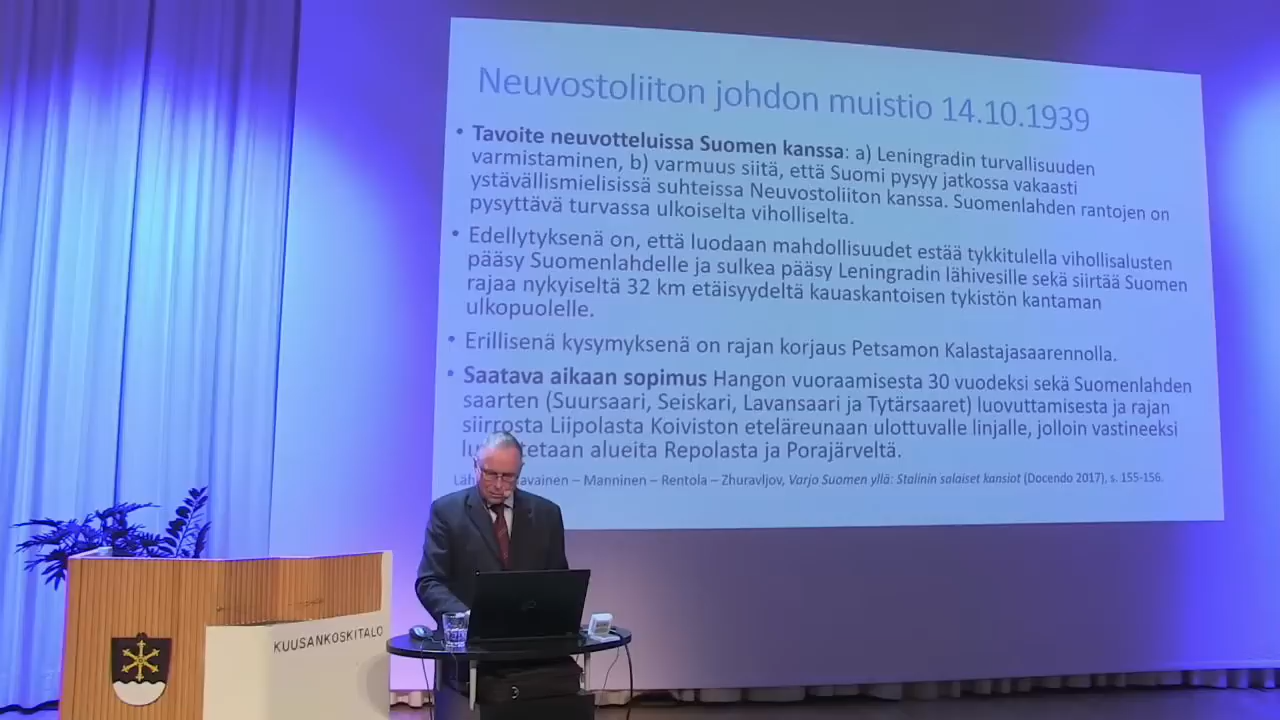 Neuvostoliiton johdon muistio 14.10.1939
• Tavoite neuvotteluissa Suomen kanssa: a) Leningradin turvallisuuden
varmistaminen, b) varmuus siitä, että Suomi pysyy jatkossa vakaasti
ystävällismielisissä suhteissa Neuvostoliiton kanssa. Suomenlahden rantojen on
pysyttävä turvassa ulkoiselta viholliselta.
• Edellytyksenä on, että luodaan mahdollisuudet estää tykkitulella vihollisalusten
pääsy Suomenlahdelle ja sulkea pääsy Leningradin lähivesille sekä siirtää Suomen
rajaa nykyiseltä 32 km etäisyydeltä kauaskantoisen tykistön kantaman
ulkopuolelle.
• Erillisenä kysymyksenä on rajan korjaus Petsamon Kalastajasaarennolla.
• Saatava aikaan sopimus Hangon vuoraamisesta 30 vuodeksi sekä Suomenlahden
saarten (Suursaari, Seiskari, Lavansaari ja Tytärsaaret) luovuttamisesta ja rajan
siirrosta Liipolasta Koiviston eteläreunaan ulottuvalle linjalle, jolloin vastineeksi
alueita Repolasta ja Porajärveltä.
– Manninen – Rentola – Zhuravljov, Varjo Suomen yllä: Stalinin salaiset kansiot (Docendo 2017), s. 155-156.
KUUSANKOSKITALO